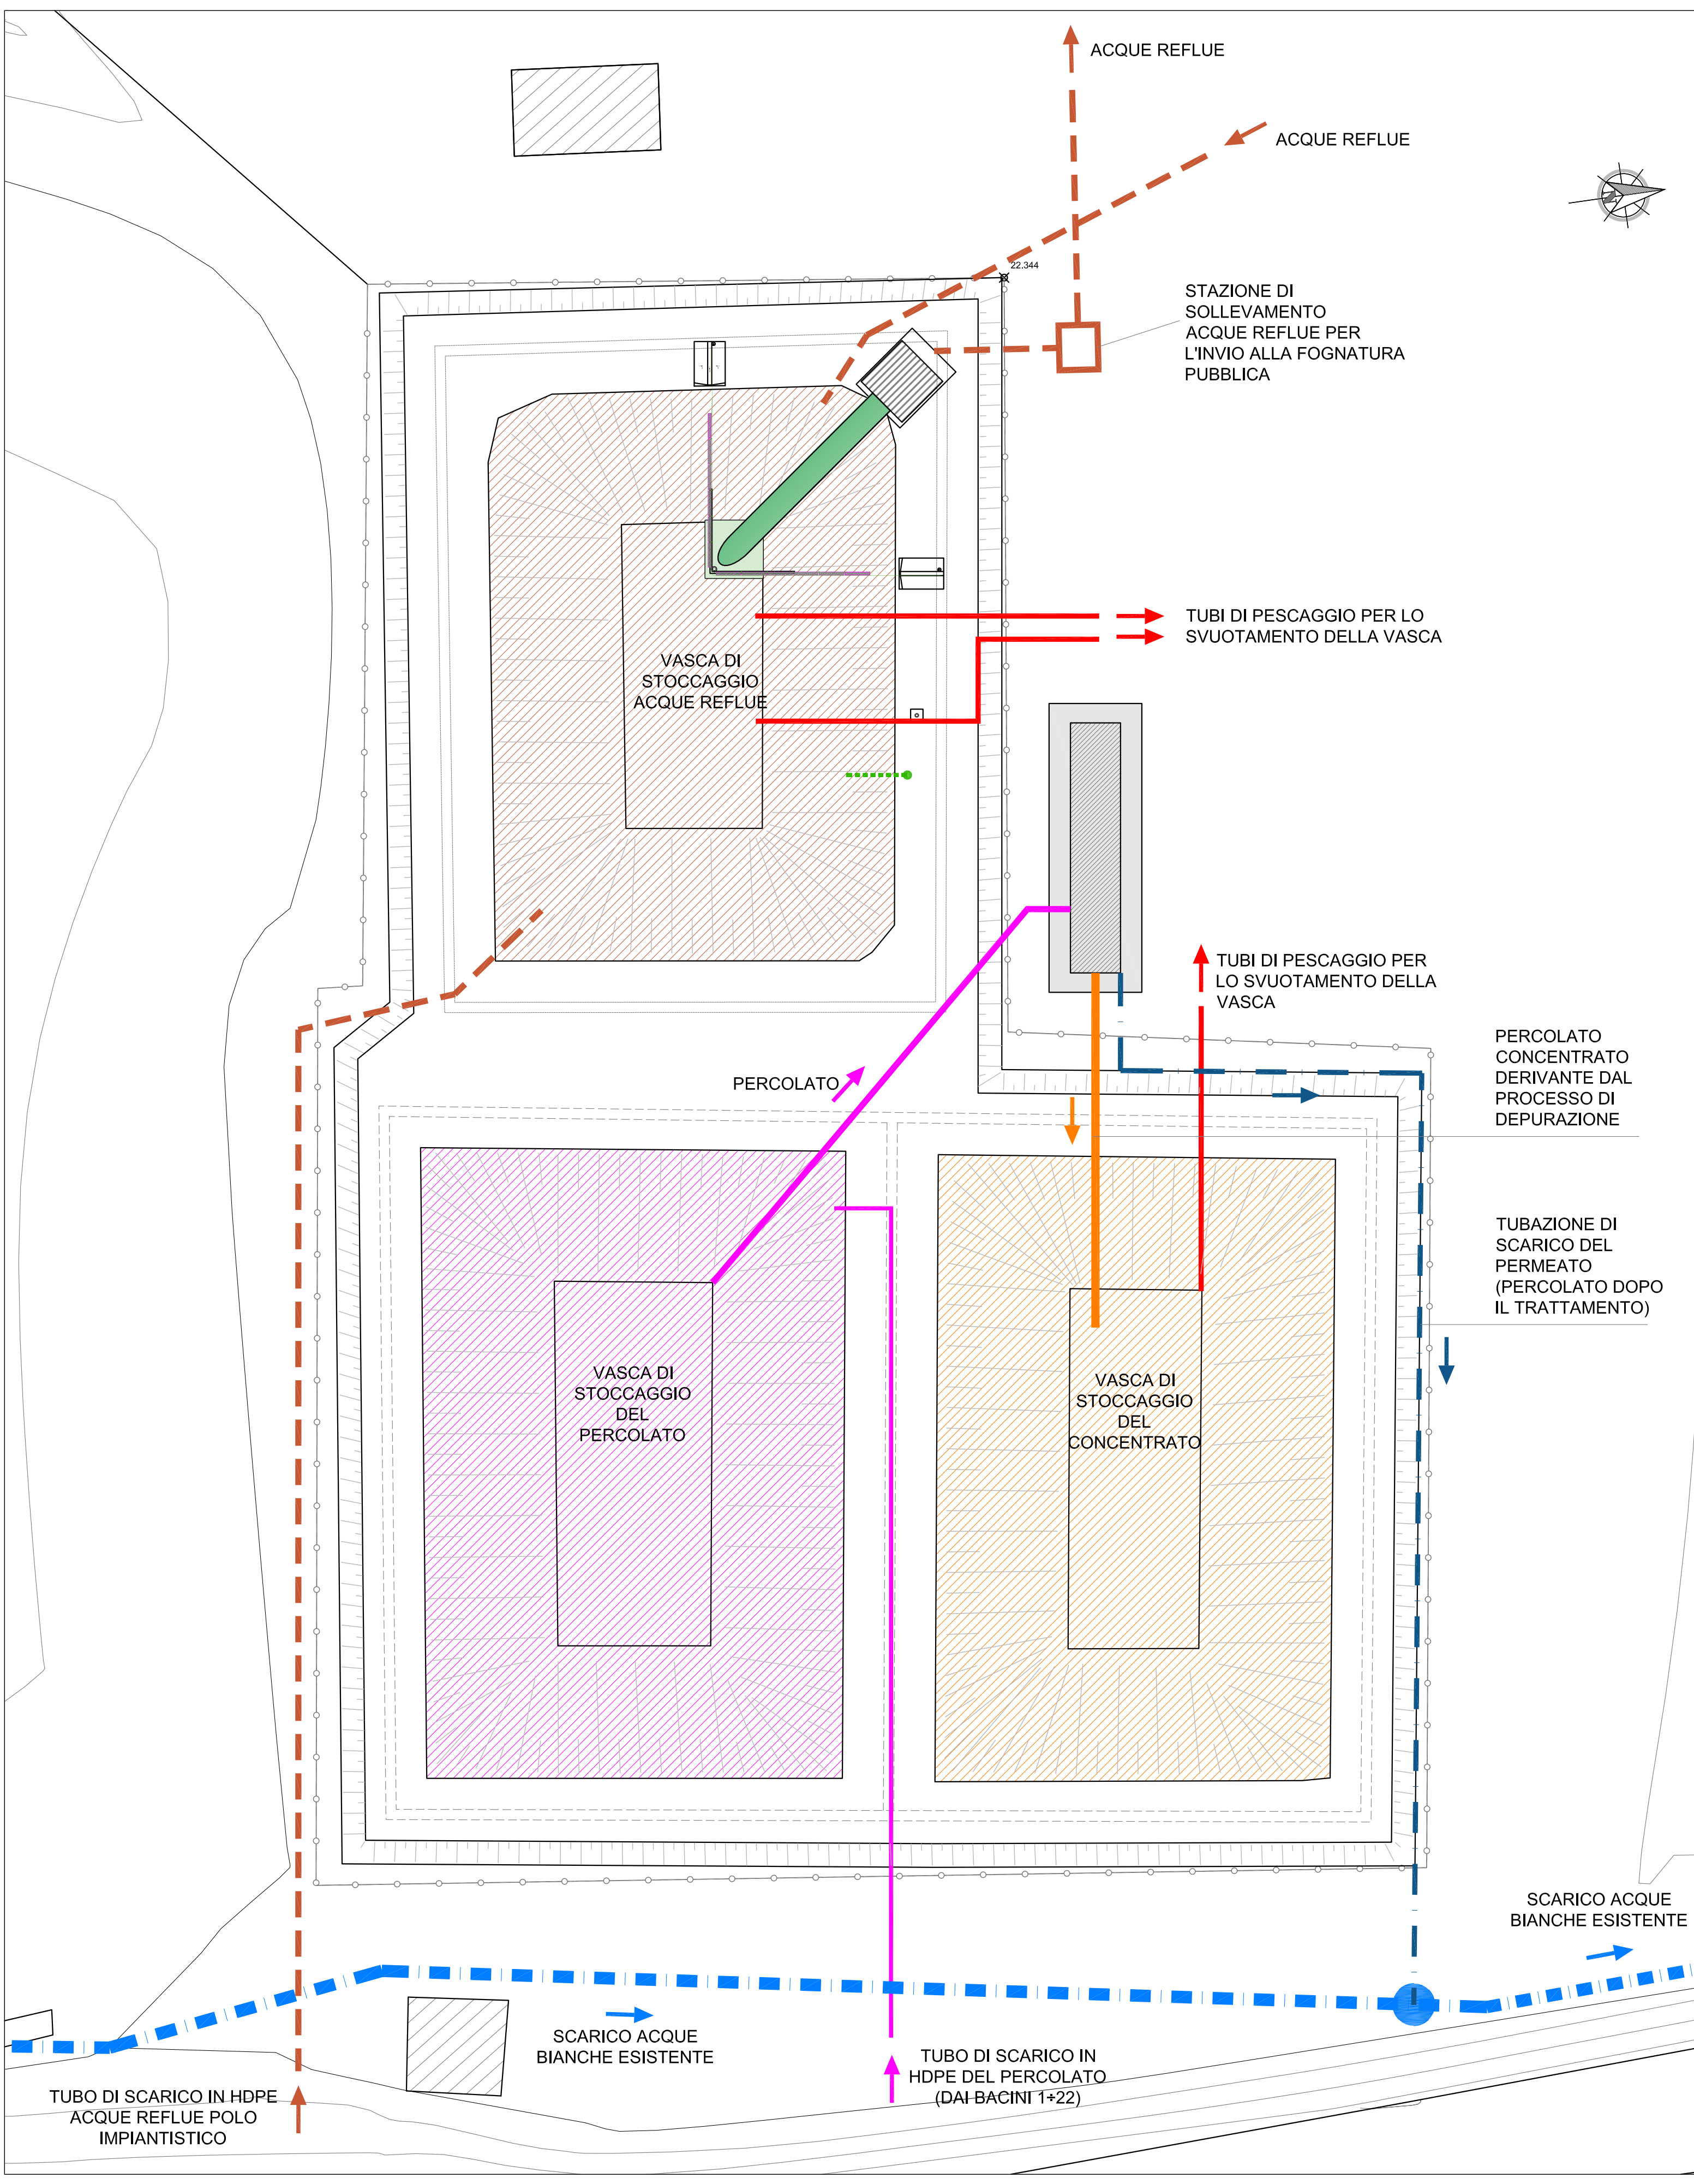 ACQUE REFLUE
ACQUE REFLUE
N
22.344
STAZIONE DI
SOLLEVAMENTO
ACQUE REFLUE PER
L'INVIO ALLA FOGNATURA
PUBBLICA
TUBI DI PESCAGGIO PER LO
SVUOTAMENTO DELLA VASCA
VASCA DI
STOCCAGGIO
ACQUE REFLUE
TUBI DI PESCAGGIO PER
LO SVUOTAMENTO DELLA
VASCA
PERCOLATO
CONCENTRATO
DERIVANTE DAL
PROCESSO DI
DEPURAZIONE
PERCOLATO
TUBAZIONE DI
SCARICO DEL
PERMEATO
(PERCOLATO DOPO
IL TRATTAMENTO)
VASCA DI
STOCCAGGIO
DEL
PERCOLATO
VASCA DI
STOCCAGGIO
DEL
CONCENTRATO
SCARICO ACQUE
BIANCHE ESISTENTE
SCARICO ACQUE
BIANCHE ESISTENTE
TUBO DI SCARICO IN
HDPE DEL PERCOLATO
(DAI BACINI 1÷22)
TUBO DI SCARICO IN HDPE
ACQUE REFLUE POLO
IMPIANTISTICO